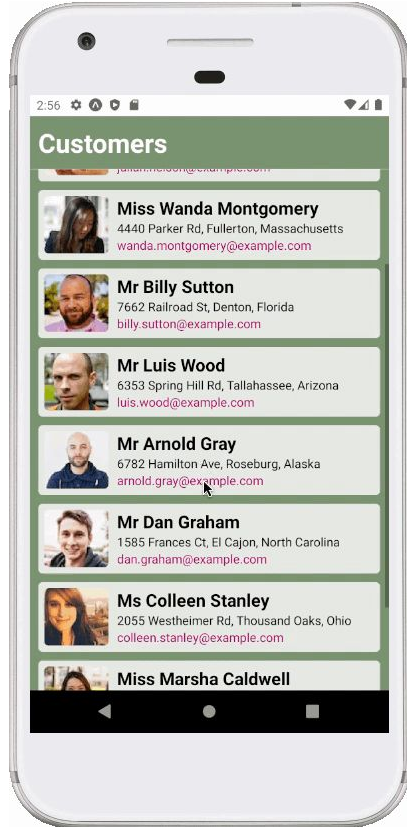 2:56
Customers
julian.nelson@example.com
Miss Wanda Montgomery
4440 Parker Rd, Fullerton, Massachusetts
wanda.montgomery@example.com
Mr Billy Sutton
7662 Railroad St, Denton, Florida
billy.sutton@example.com
Mr Luis Wood
6353 Spring Hill Rd, Tallahassee, Arizona
luis.wood@example.com
Mr Arnold Gray
6782 Hamilton Ave, Roseburg, Alaska
arnold.gray@example.com
Mr Dan Graham
1585 Frances Ct, El Cajon, North Carolina
dan.graham@example.com
Ms Colleen Stanley
2055 Westheimer Rd, Thousand Oaks, Ohio
colleen.stanley@example.com
Miss Marsha Caldwell